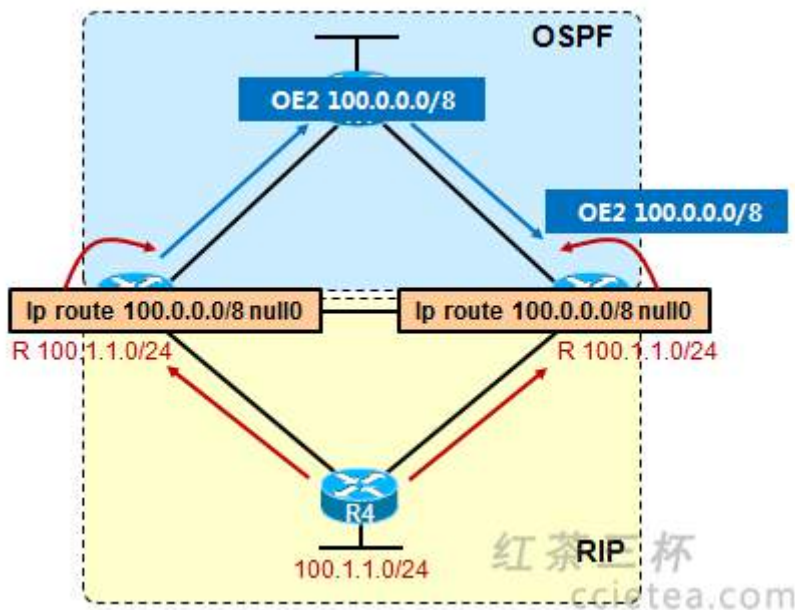 OSPF
OE2 100.0.0.0/8
OE2 100.0.0.0/8
Ip route 100.0.0.0/8 null0
Ip route 100.0.0.0/8 null0
R 100.1.1.0/24
R 100.1.1.0/24
R4
100.1.1.0/24
RIP
红茶三杯
ccietea.com